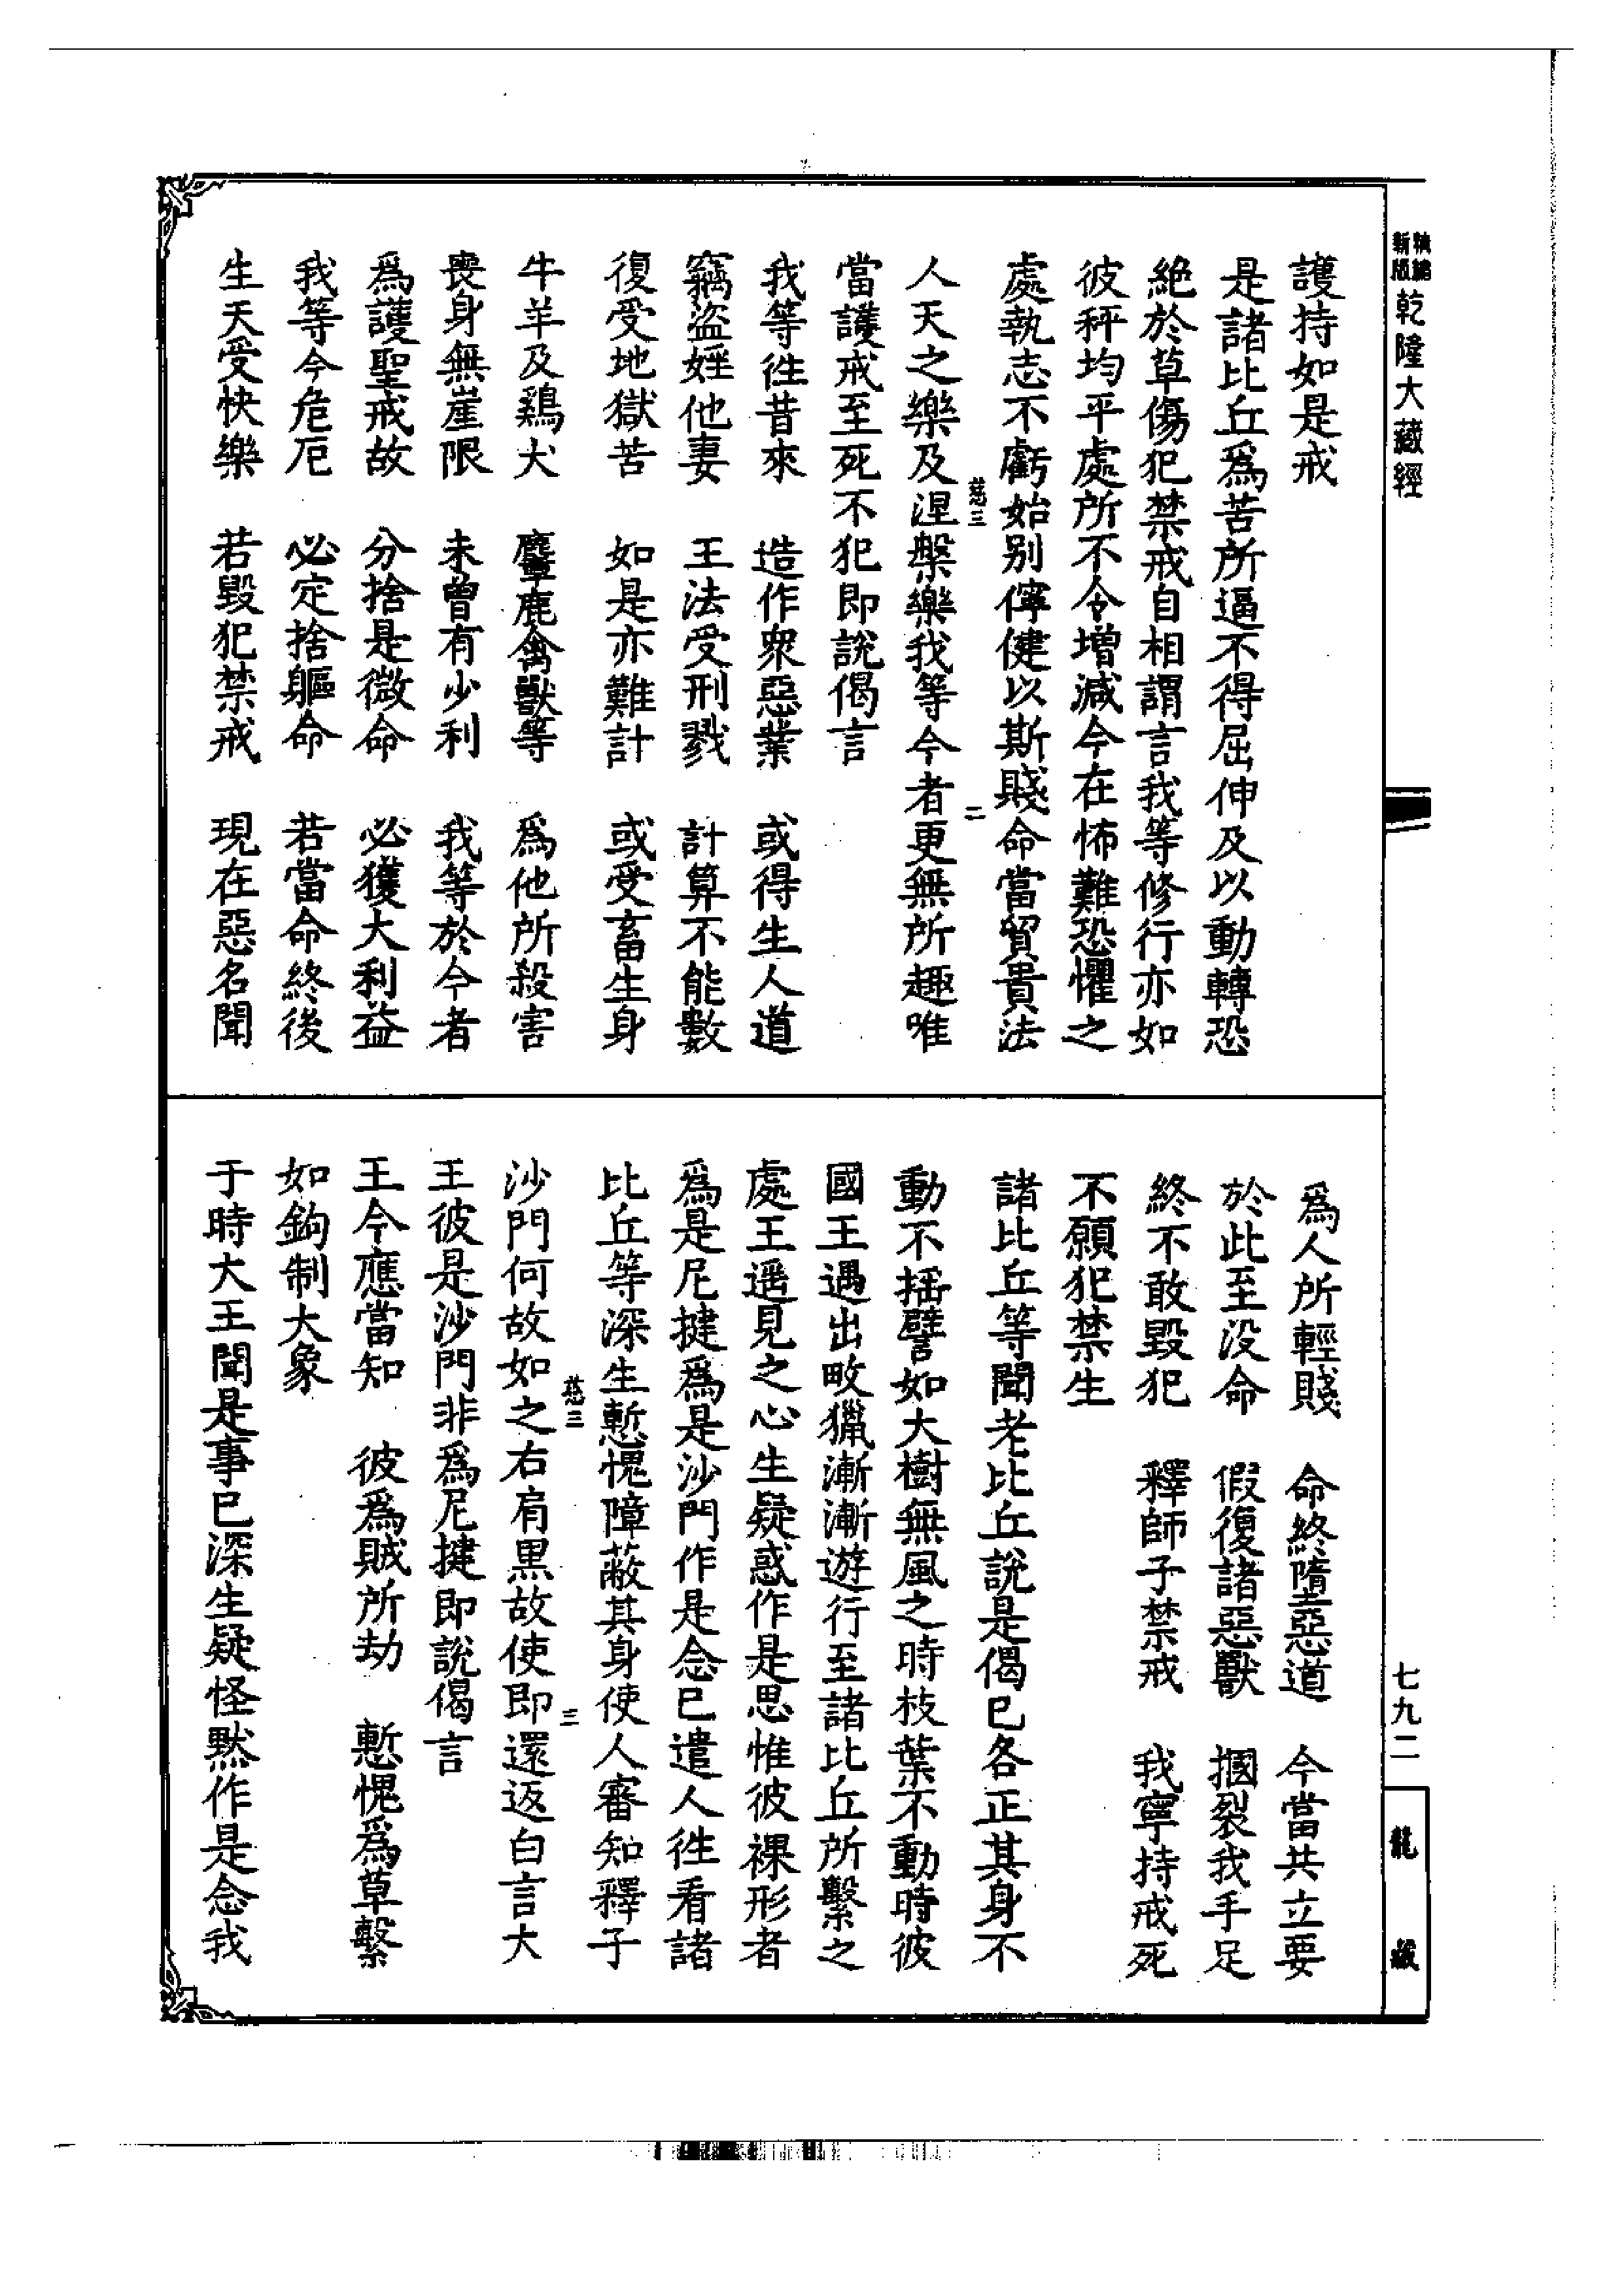 新編
新版
乾隆大藏經
護持如是戒
是諸比丘爲苦所逼不得屈伸及以動轉恐
絶於草傷犯禁戒自相謂言我等修行亦如
彼秤均平處所不令增減今在怖難恐懼之
處執志不虧始别儜健以斯賤命當貿貴法
慈三
二
人天之樂及涅槃樂我等今者更無所趣唯
當護戒至死不犯即說偈言
我等徃昔來　造作衆惡業　或得生人道
竊盜婬他妻　王法受刑戮　計算不能數
復受地獄苦　如是亦難計　或受畜生身
牛羊及鷄犬　麞鹿禽獸等　爲他所殺害
喪身無崖限　未曾有少利　我等於今者
爲護聖戒故　分捨是微命　必獲大利益
我等今危厄　必定捨軀命　若當命終後
生天受快樂　若毁犯禁戒　現在惡名聞
爲人所輕賤　命終墮惡道　今當共立要
於此至没命　假復諸惡獸　摑裂我手足
終不敢毁犯　釋師子禁戒　我寧持戒死
不願犯禁生
諸比丘等聞老比丘說是偈已各正其身不
動不揺譬如大樹無風之時枝葉不動時彼
國王遇出畋獵漸漸遊行至諸比丘所繫之
處王遥見之心生疑惑作是思惟彼裸形者
爲是尼揵爲是沙門作是念已遣人徃看諸
比丘等深生慙愧障蔽其身使人審知釋子
慈三
三
沙門何故如之右肩黑故使即還返白言大
王彼是沙門非爲尼揵即說偈言
王今應當知　彼爲賊所劫　慙愧爲草繫
如鉤制大象
于時大王聞是事已深生疑怪默作是念我
七九二
龍藏